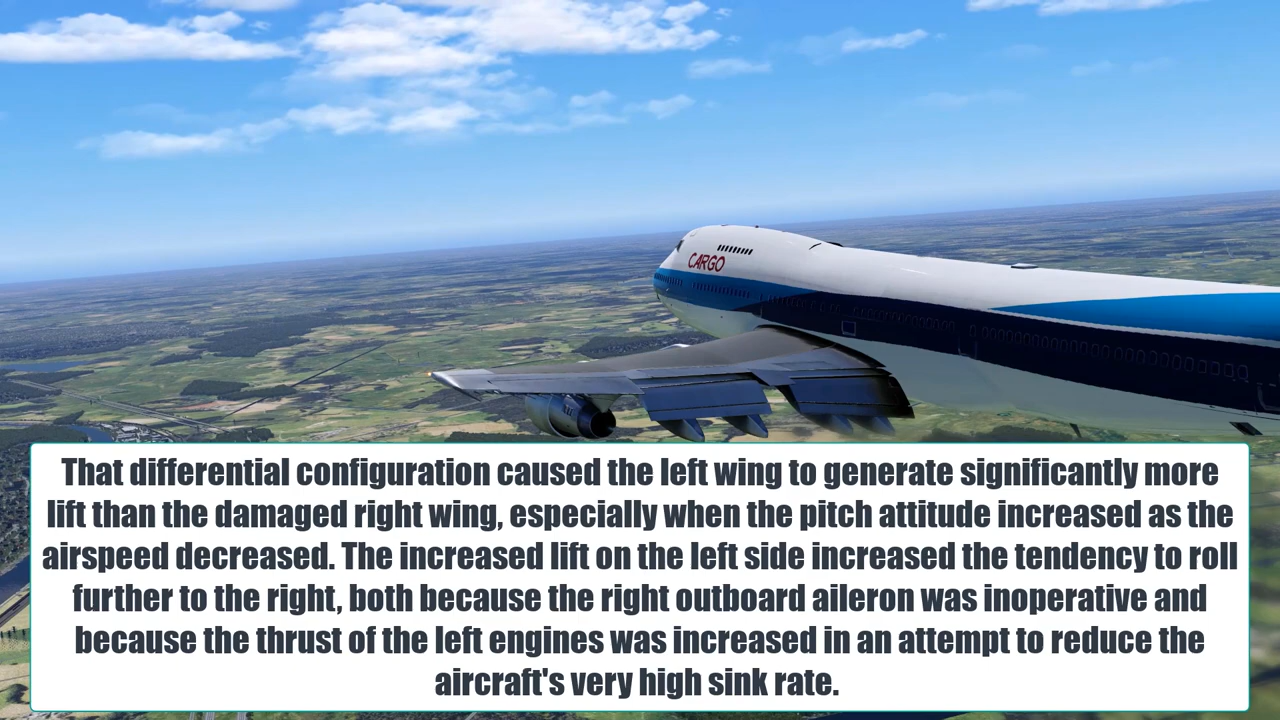 CARGO
That differential configuration caused the left wing to generate significantly more
lift than the damaged right wing, especially when the pitch attitude increased as the
airspeed decreased. The increased lift on the left side increased the tendency to roll
further to the right, both because the right outboard aileron was inoperative and
because the thrust of the left engines was increased in an attempt to reduce the
aircraft's very high sink rate.